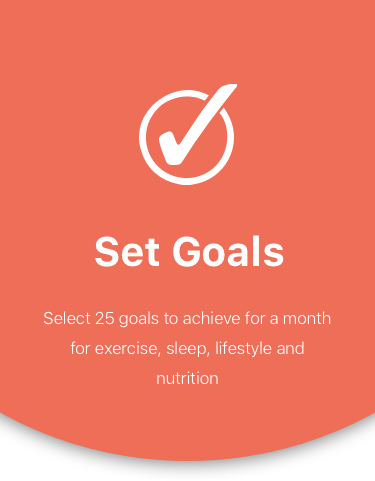 Set Goals
Select 25 goals to achieve for a month
for exercise, sleep, lifestyle and
nutrition